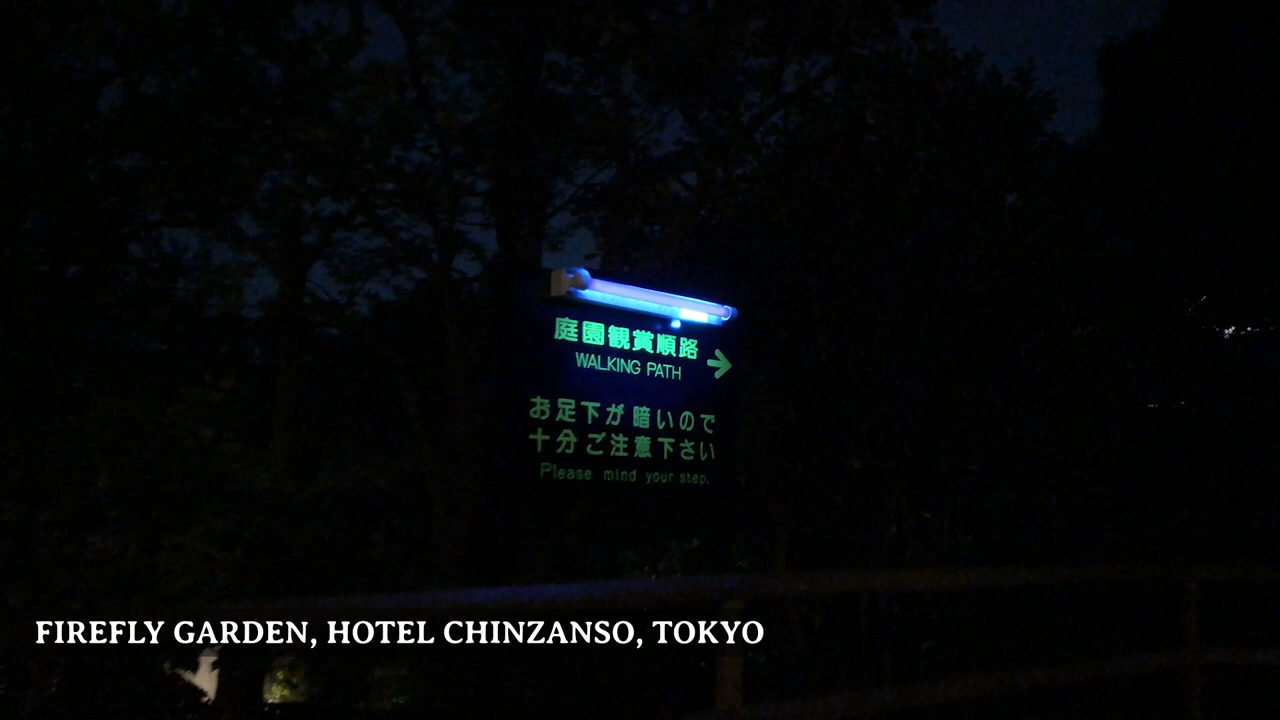 庭園観賞順路
WALKING PATH →
お足下が暗いので
十分ご注意下さい
Please mind your step.
FIREFLY GARDEN, HOTEL CHINZANSO, TOKYO